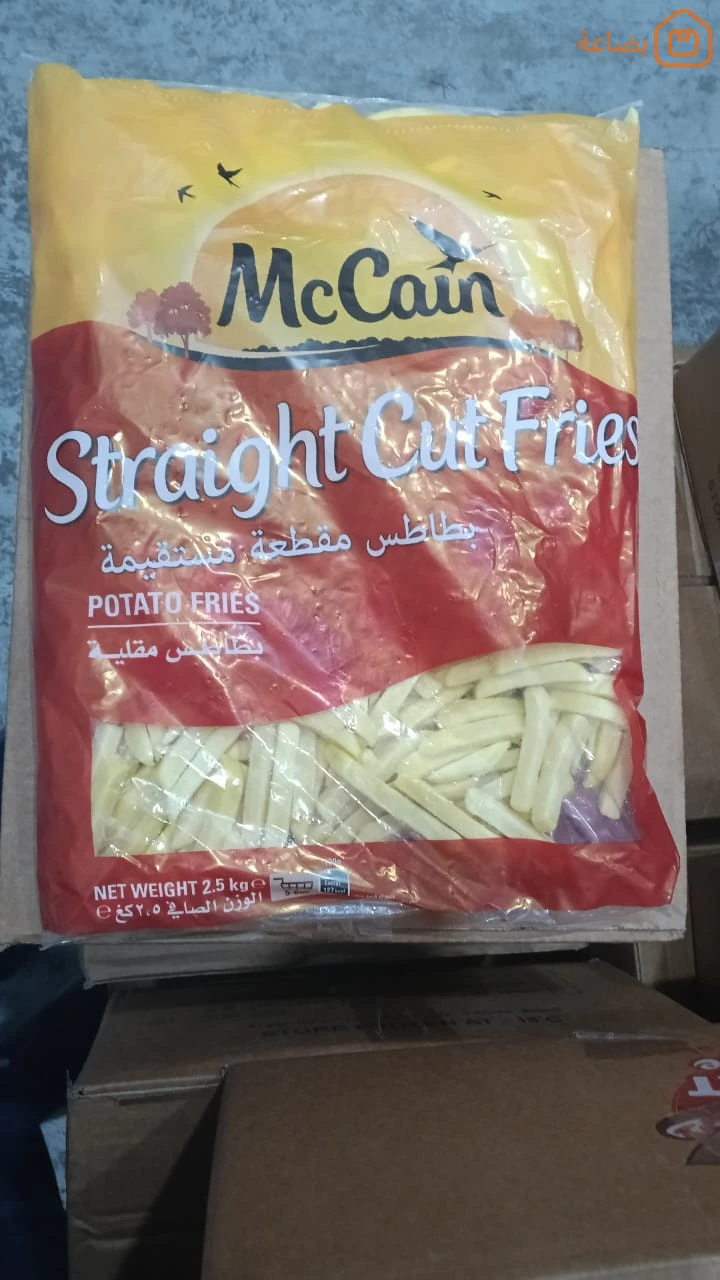 بضاعة
McCain
Straight Cut Fries
بطاطس مقطعة مستقيمة
POTATO FRIES
بطاطس مقلية
NET WEIGHT 2.5 kg e
الوزن الصافي ٢،٥ كغ e
Energy